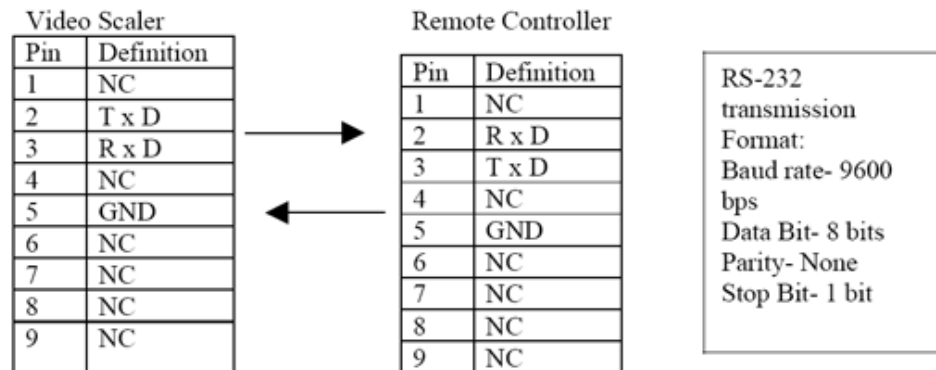 Video Scaler
Pin Definition
1 NC
2 T x D
3 R x D
4 NC
5 GND
6 NC
7 NC
8 NC
9 NC
Remote Controller
Pin Definition
1 NC
2 R x D
3 T x D
4 NC
5 GND
6 NC
7 NC
8 NC
9 NC
RS-232
transmission
Format:
Baud rate- 9600
bps
Data Bit- 8 bits
Parity- None
Stop Bit- 1 bit